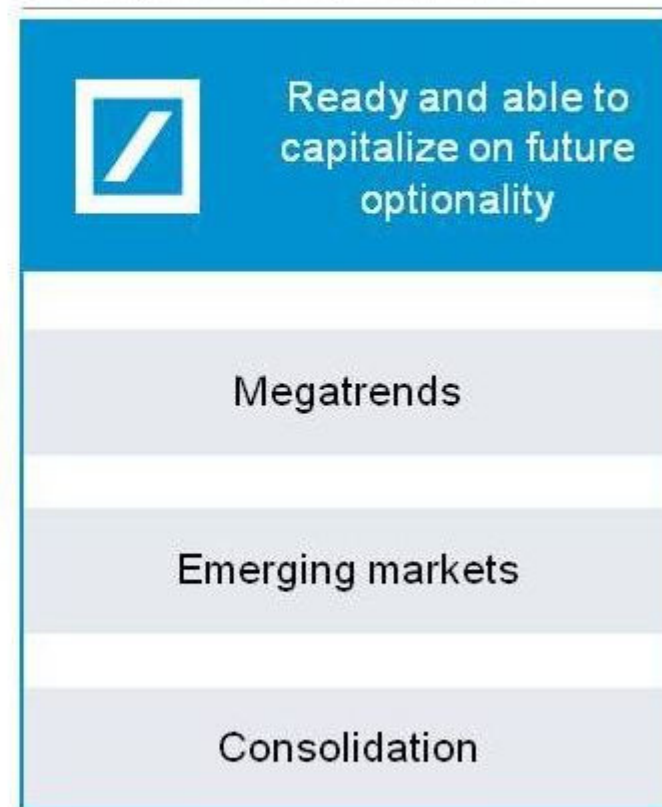 Ready and able to
capitalize on future
optionality
Megatrends
Emerging markets
Consolidation